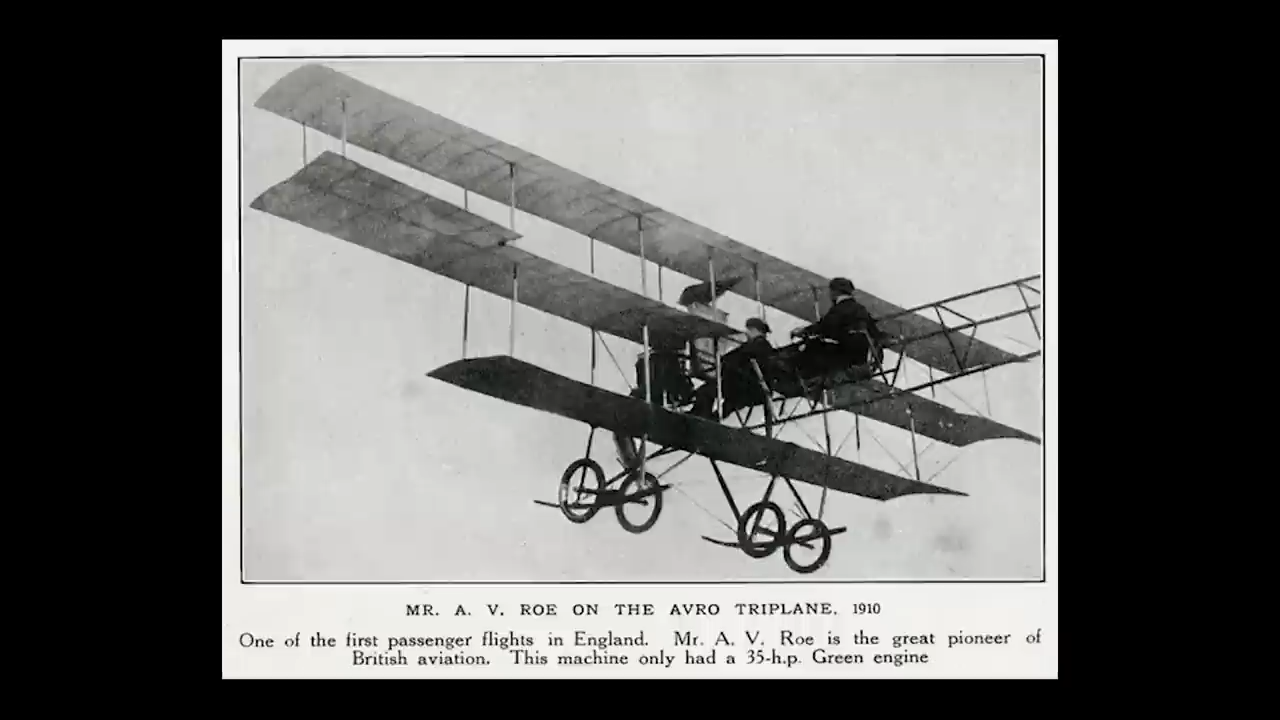 MR. A. V. ROE ON THE AVRO TRIPLANE, 1910
One of the first passenger flights in England. Mr. A. V. Roe is the great pioneer of
British aviation. This machine only had a 35-h.p. Green engine